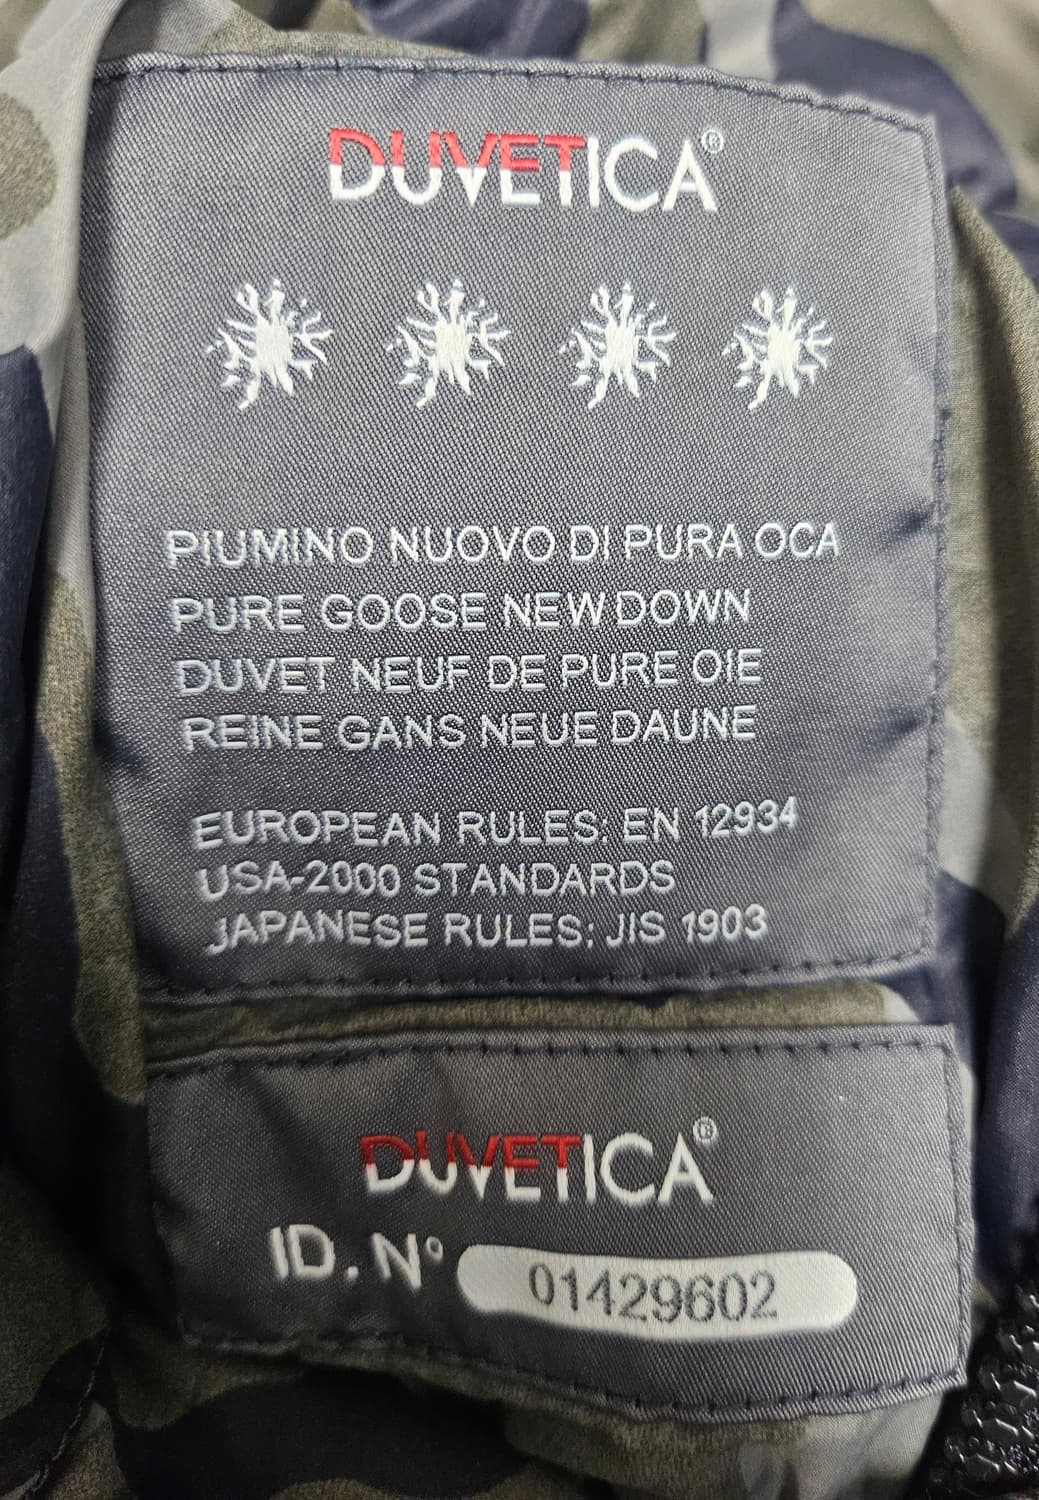 DUVETICA®
PIUMINO NUOVO DI PURA OCA
PURE GOOSE NEW DOWN
DUVET NEUF DE PURE OIE
REINE GANS NEUE DAUNE
EUROPEAN RULES: EN 12934
USA-2000 STANDARDS
JAPANESE RULES: JIS 1903
DUVETICA®
ID. Nº 01429602